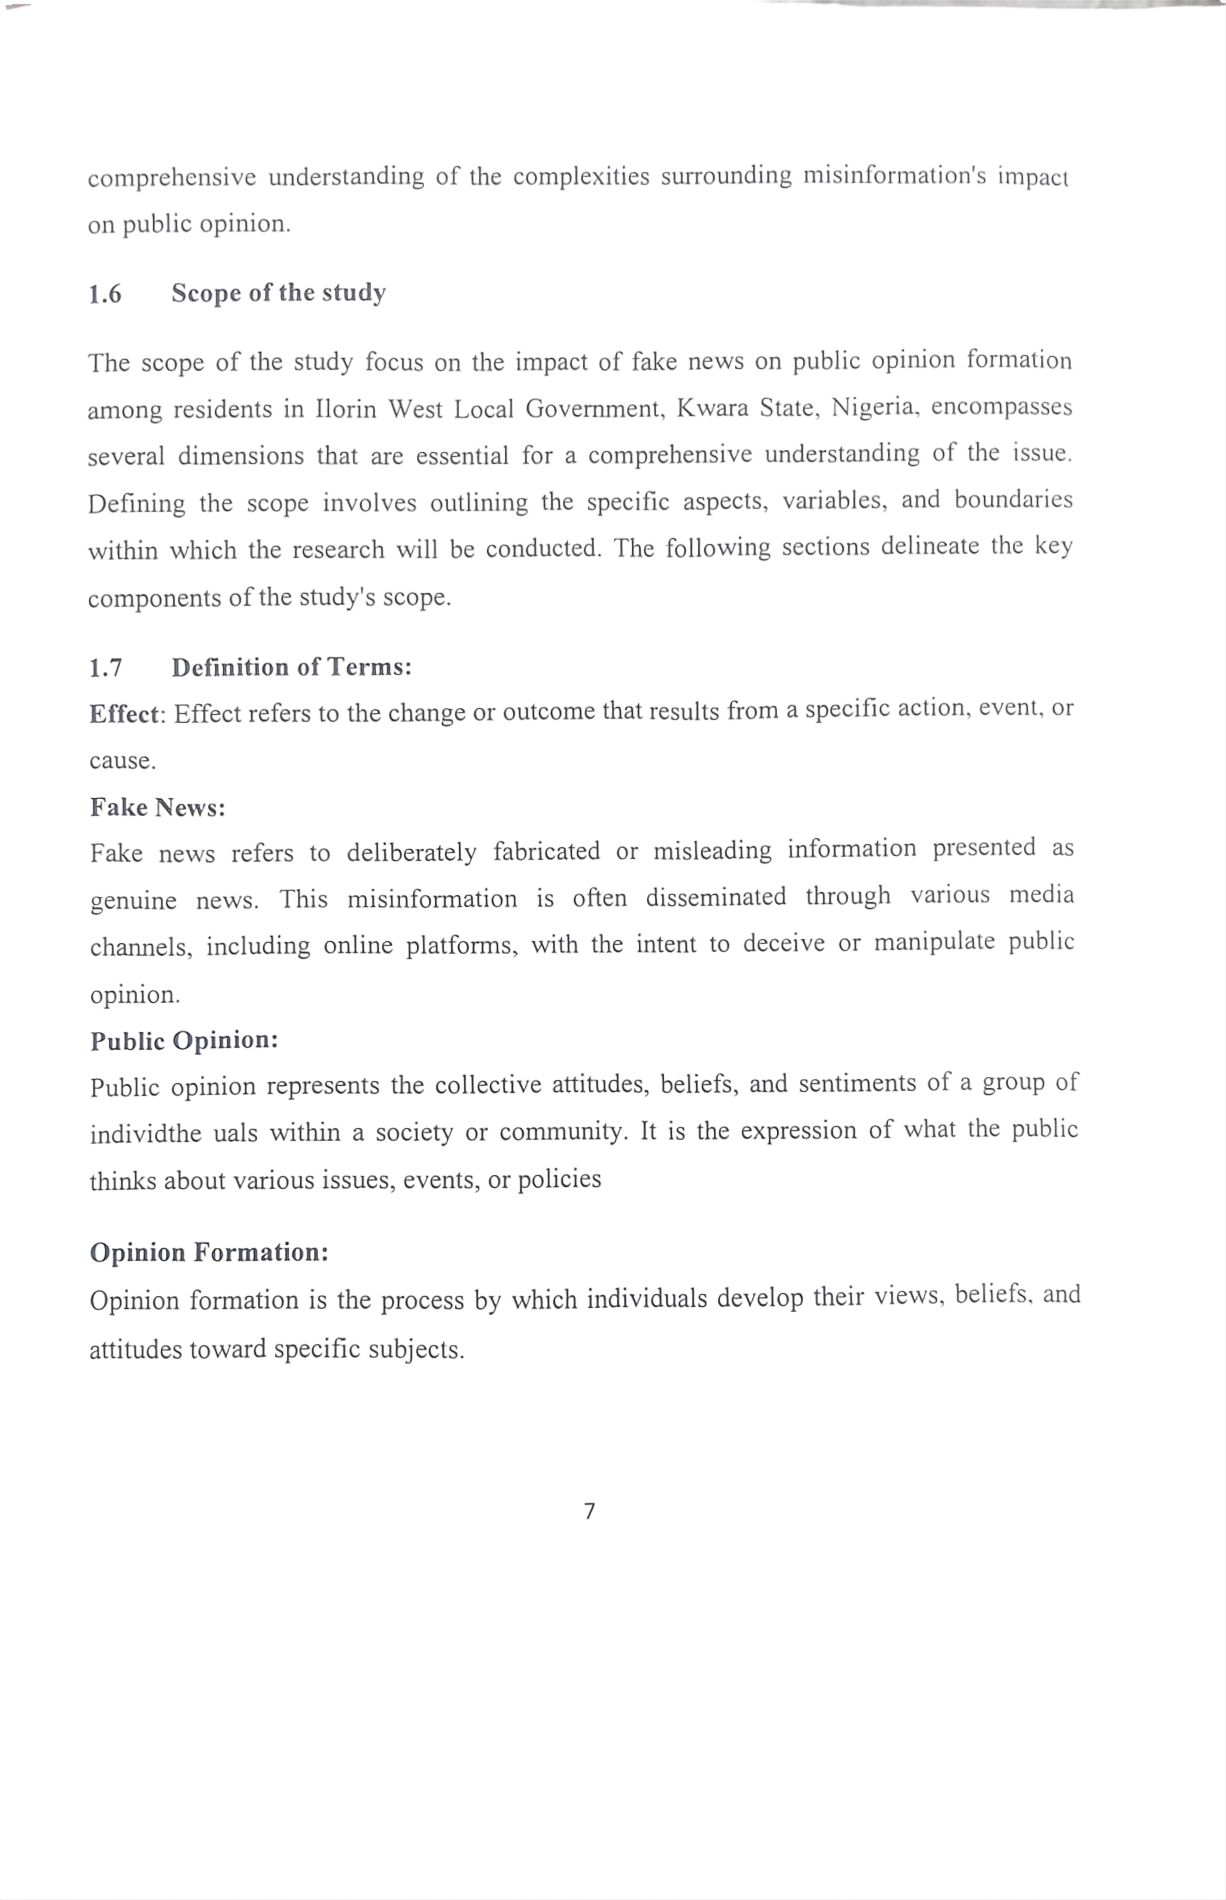 comprehensive understanding of the complexities surrounding misinformation's impact
on public opinion.
1.6 Scope of the study
The scope of the study focus on the impact of fake news on public opinion formation
among residents in Ilorin West Local Government, Kwara State, Nigeria, encompasses
several dimensions that are essential for a comprehensive understanding of the issue.
Defining the scope involves outlining the specific aspects, variables, and boundaries
within which the research will be conducted. The following sections delineate the key
components of the study's scope.
1.7 Definition of Terms:
Effect: Effect refers to the change or outcome that results from a specific action, event, or
cause.
Fake News:
Fake news refers to deliberately fabricated or misleading information presented as
genuine news. This misinformation is often disseminated through various media
channels, including online platforms, with the intent to deceive or manipulate public
opinion.
Public Opinion:
Public opinion represents the collective attitudes, beliefs, and sentiments of a group of
individthe uals within a society or community. It is the expression of what the public
thinks about various issues, events, or policies
Opinion Formation:
Opinion formation is the process by which individuals develop their views, beliefs, and
attitudes toward specific subjects.
7